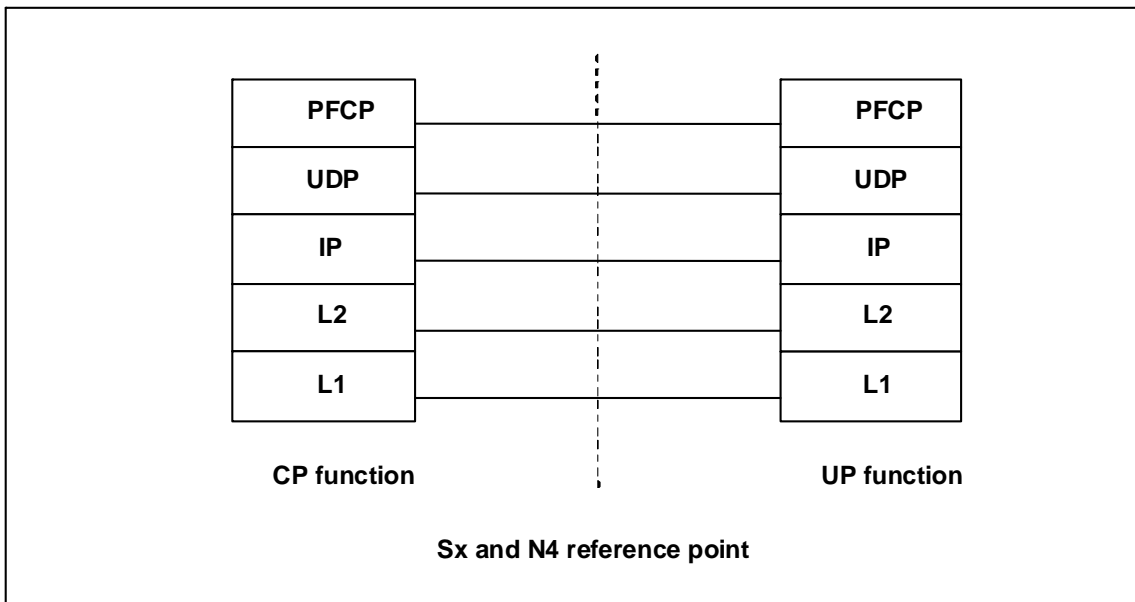 PFCP PFCP
UDP UDP
IP IP
L2 L2
L1 L1
CP function UP function
Sx and N4 reference point